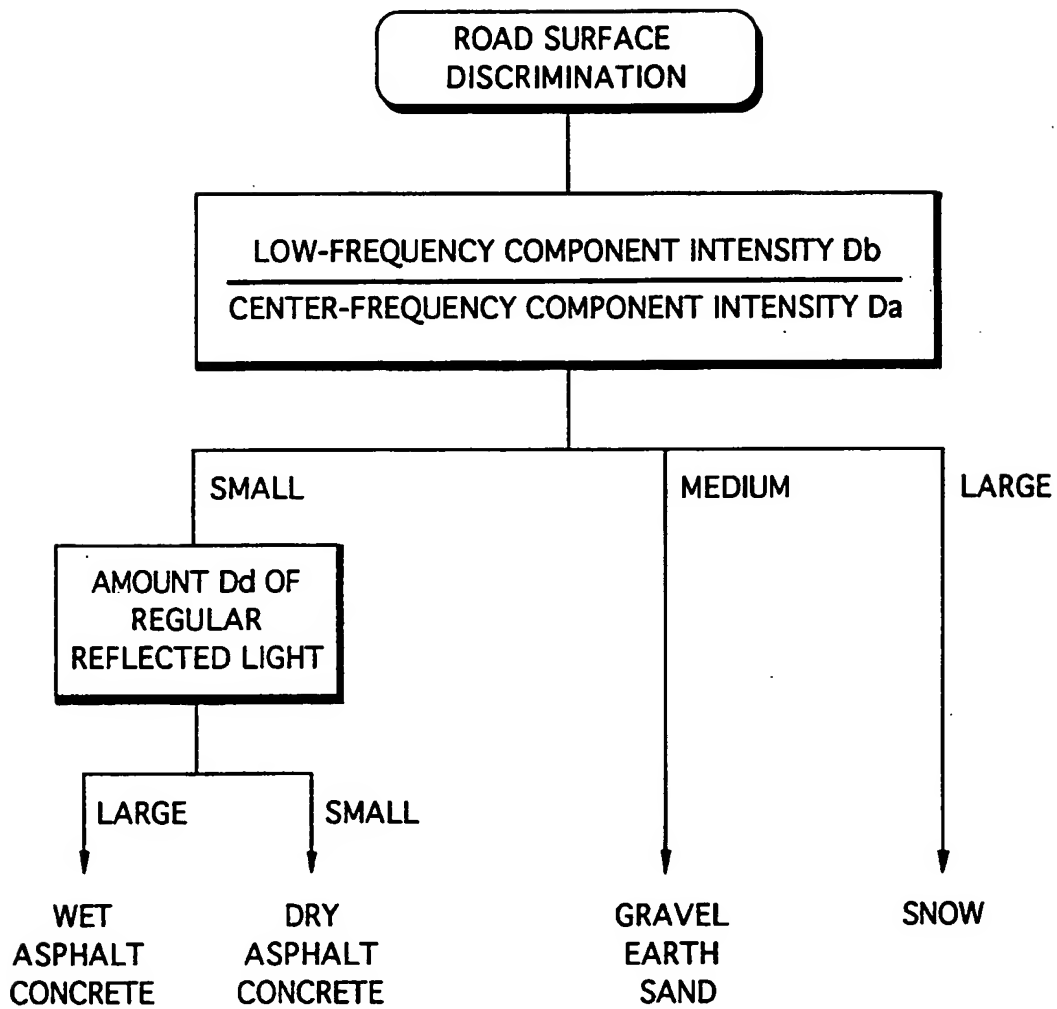 ROAD SURFACE
DISCRIMINATION
LOW-FREQUENCY COMPONENT INTENSITY Db
CENTER-FREQUENCY COMPONENT INTENSITY Da
SMALL
MEDIUM
LARGE
AMOUNT Dd OF
REGULAR
REFLECTED LIGHT
LARGE
SMALL
WET
ASPHALT
CONCRETE
DRY
ASPHALT
CONCRETE
GRAVEL
EARTH
SAND
SNOW